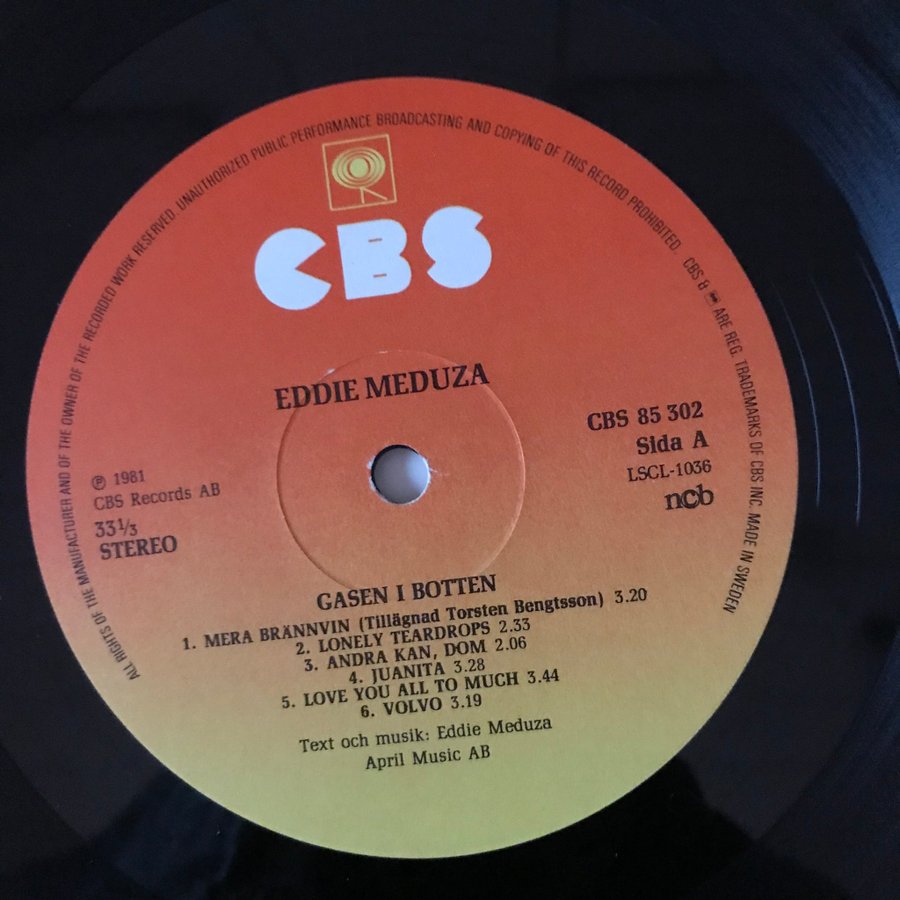 ALL RIGHTS OF THE MANUFACTURER AND OF THE OWNER OF THE RECORDED WORK RESERVED. UNAUTHORIZED PUBLIC PERFORMANCE BROADCASTING AND COPYING OF THIS RECORD PROHIBITED. CBS & ARE REG. TRADEMARKS OF CBS INC. MADE IN SWEDEN
CBS
EDDIE MEDUZA
CBS 85 302
Sida A
LSCL-1036
ncb
℗ 1981
CBS Records AB
33⅓
STEREO
GASEN I BOTTEN
1. MERA BRÄNNVIN (Tillägnad Torsten Bengtsson) 3.20
2. LONELY TEARDROPS 2.33
3. ANDRA KAN, DOM 2.06
4. JUANITA 3.28
5. LOVE YOU ALL TO MUCH 3.44
6. VOLVO 3.19
Text och musik: Eddie Meduza
April Music AB